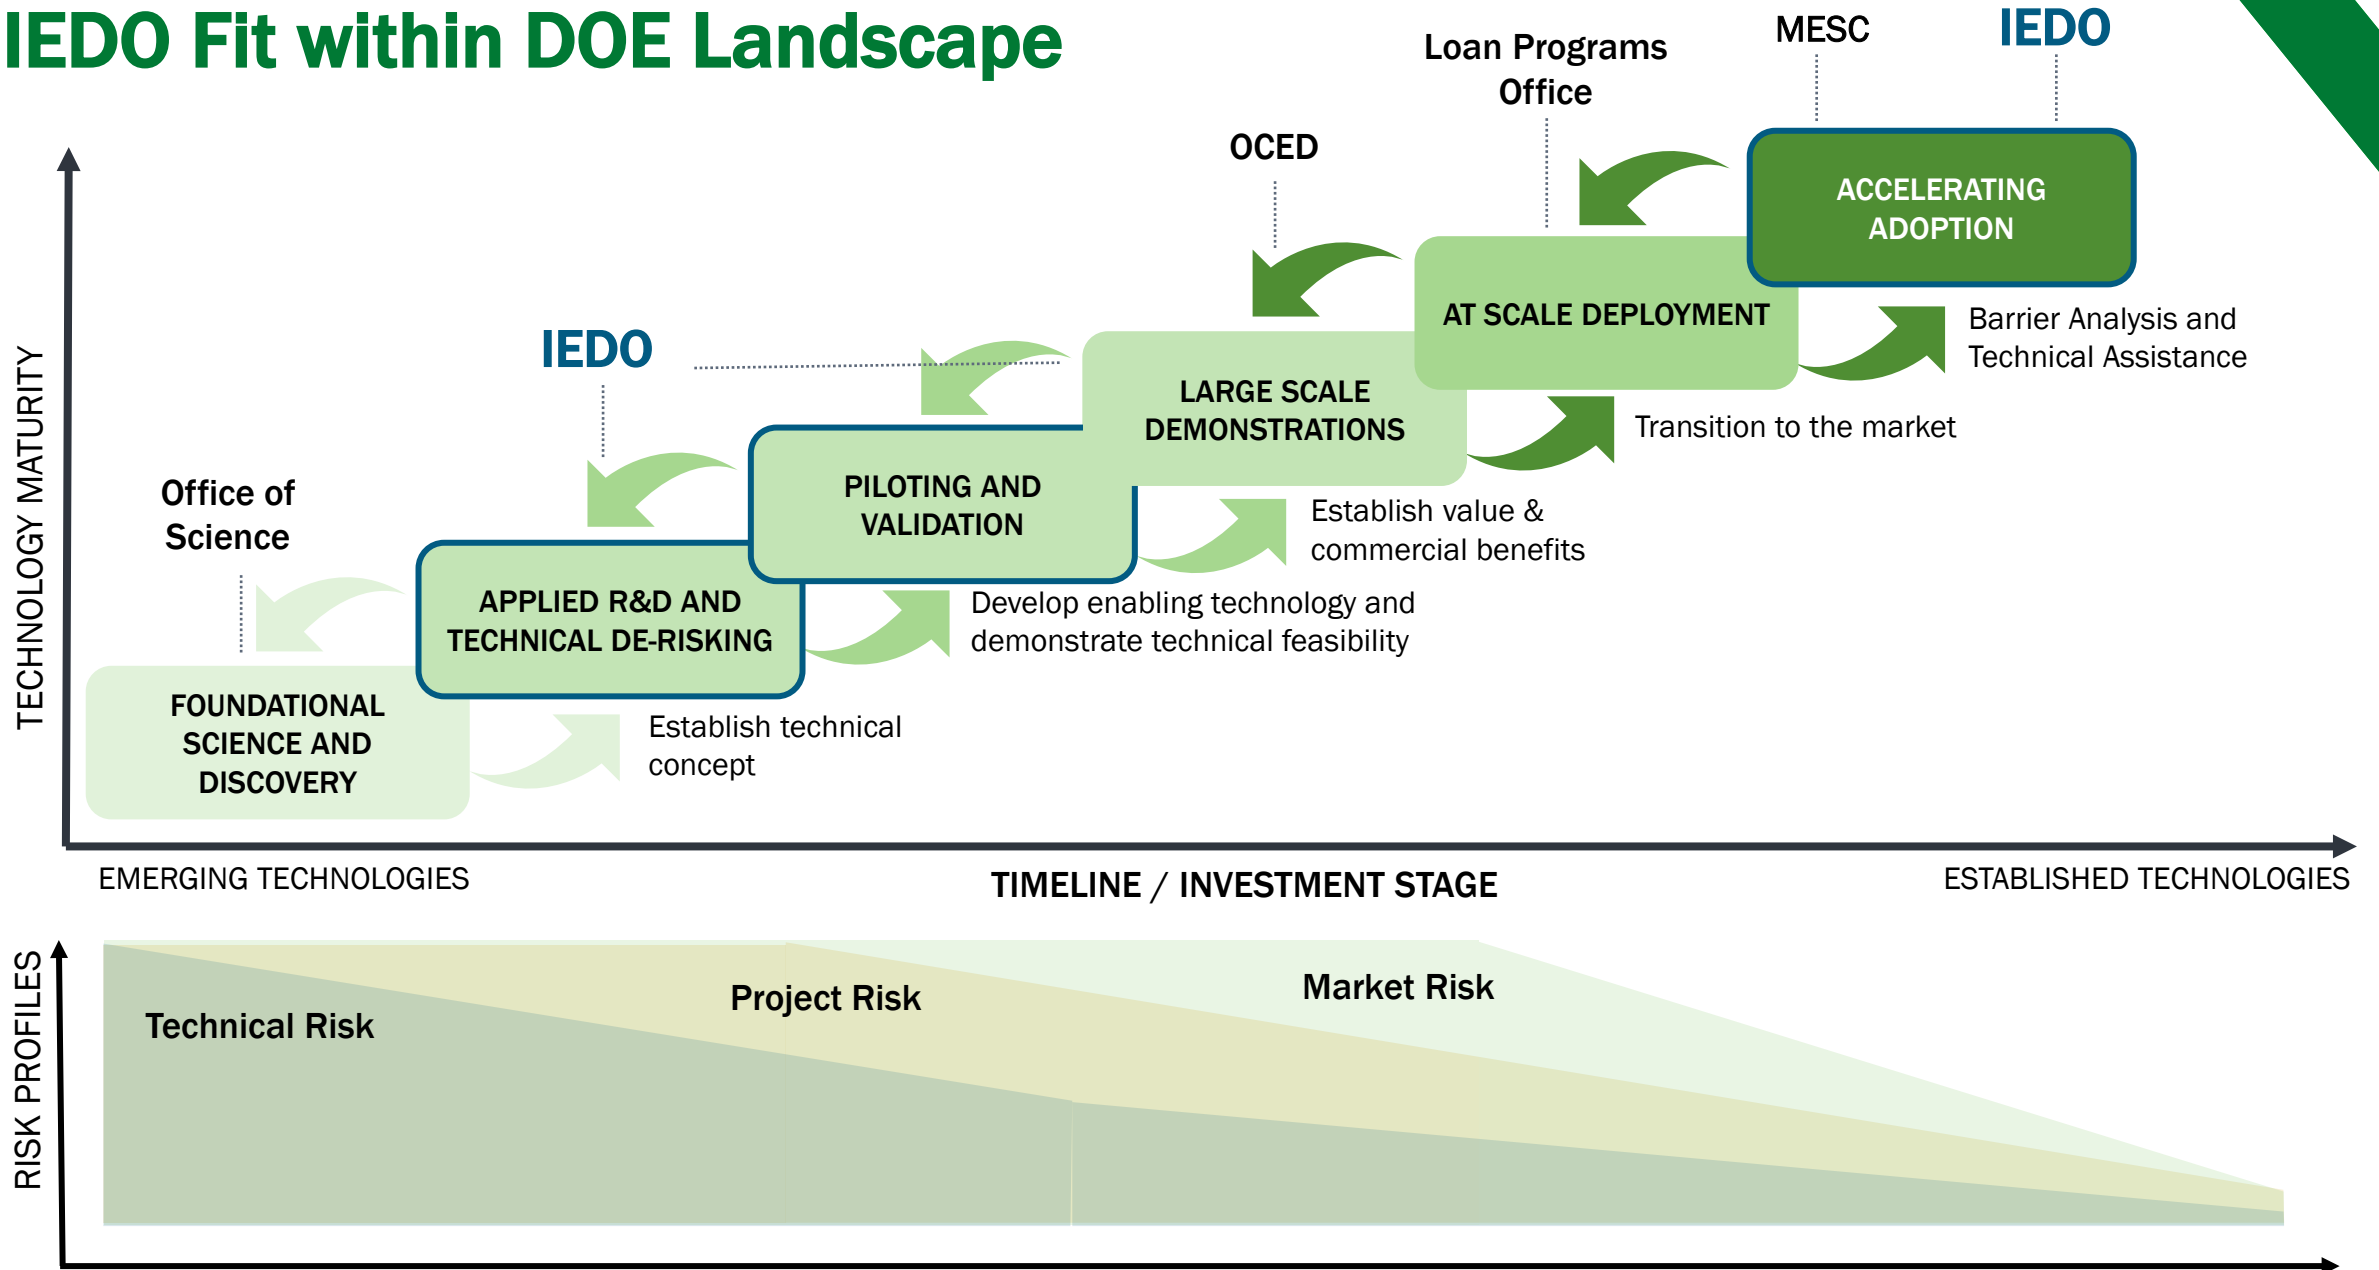 IEDO Fit within DOE Landscape
Loan Programs
Office
MESC
IEDO
OCED
ACCELERATING
ADOPTION
AT SCALE DEPLOYMENT
Barrier Analysis and
Technical Assistance
IEDO
LARGE SCALE
DEMONSTRATIONS
Transition to the market
Office of
Science
PILOTING AND
VALIDATION
Establish value &
commercial benefits
APPLIED R&D AND
TECHNICAL DE-RISKING
Develop enabling technology and
demonstrate technical feasibility
FOUNDATIONAL
SCIENCE AND
DISCOVERY
Establish technical
concept
TECHNOLOGY MATURITY
EMERGING TECHNOLOGIES
TIMELINE / INVESTMENT STAGE
ESTABLISHED TECHNOLOGIES
RISK PROFILES
Technical Risk
Project Risk
Market Risk